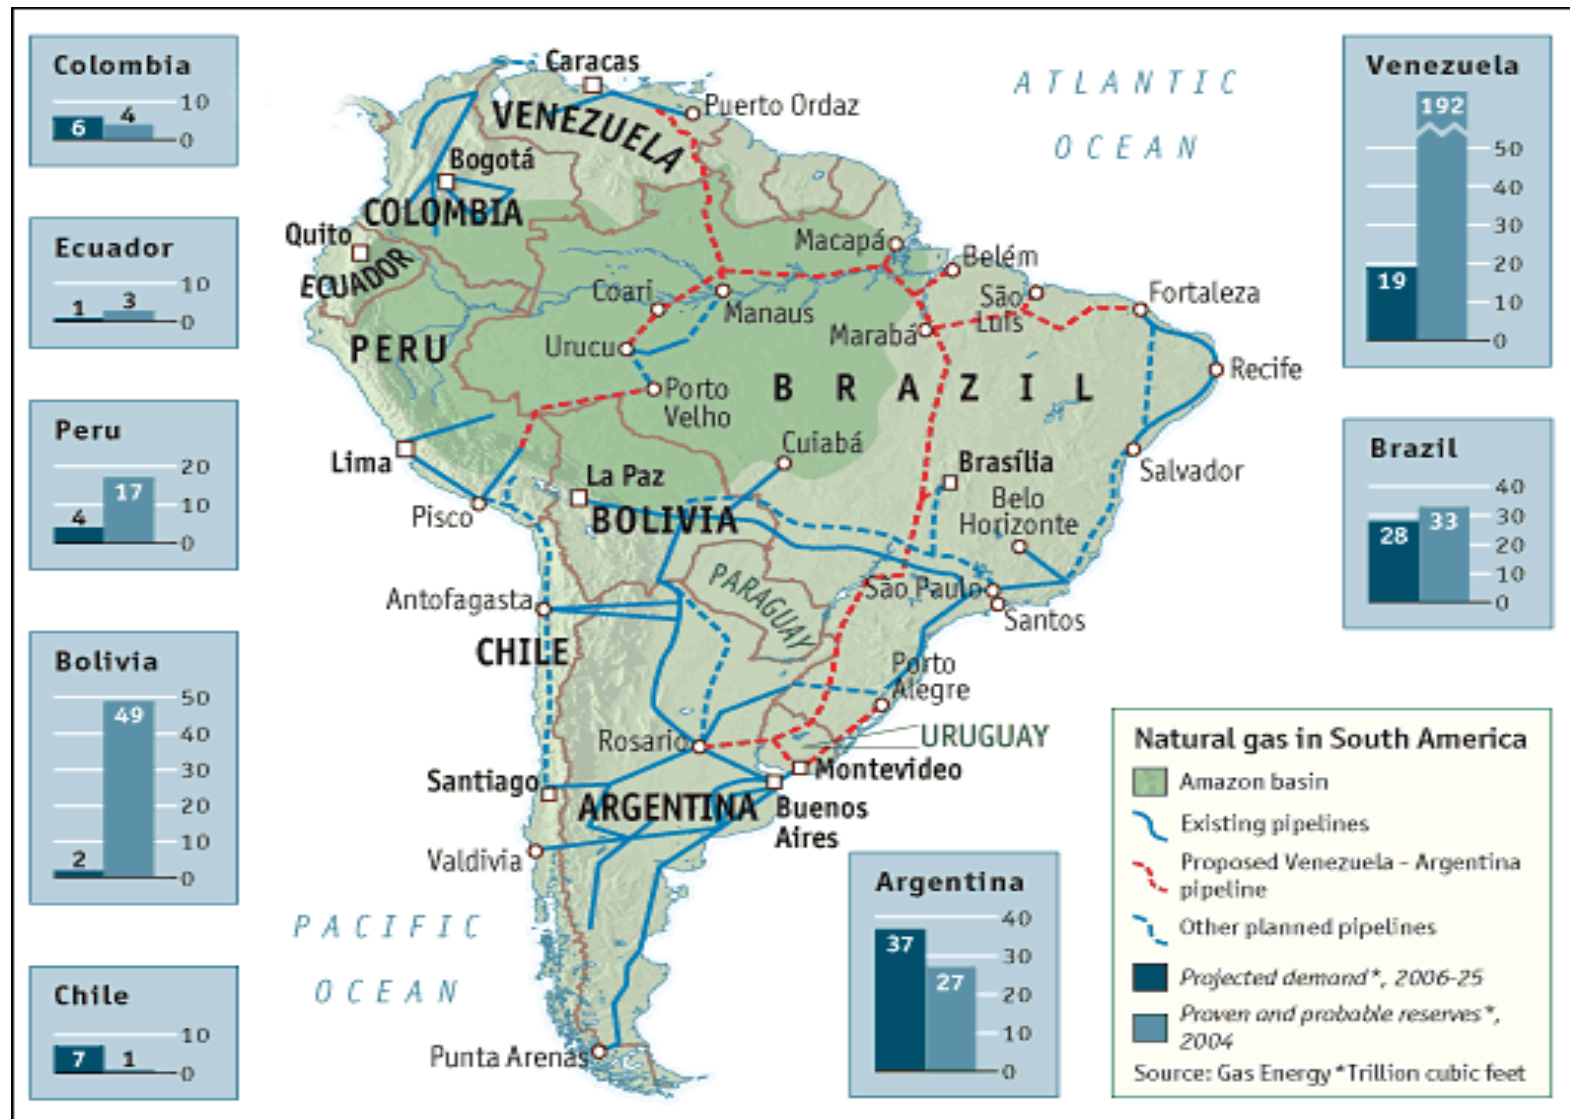 Colombia
10
0
6
4
Ecuador
10
0
1
3
Peru
20
10
0
4
17
Bolivia
50
40
30
20
10
0
2
49
Chile
10
0
7
1
Venezuela
192
50
40
30
20
10
0
19
Brazil
40
30
20
10
0
28
33
Argentina
40
30
20
10
0
37
27
ATLANTIC
OCEAN
PACIFIC
OCEAN
Caracas
Puerto Ordaz
VENEZUELA
Bogotá
COLOMBIA
Quito
ECUADOR
Macapá
Belém
Coari
Manaus
São
Luis
Fortaleza
Marabá
Urucu
PERU
Recife
BRAZIL
Porto
Velho
Cuiabá
Lima
Brasília
Salvador
La Paz
Pisco
BOLIVIA
Belo
Horizonte
PARAGUAY
São Paulo
Antofagasta
Santos
CHILE
Porto
Alegre
Rosario
URUGUAY
Santiago
Montevideo
ARGENTINA
Buenos
Aires
Valdivia
Punta Arenas
Natural gas in South America
Amazon basin
Existing pipelines
Proposed Venezuela – Argentina
pipeline
Other planned pipelines
Projected demand*, 2006-25
Proven and probable reserves*,
2004
Source: Gas Energy *Trillion cubic feet